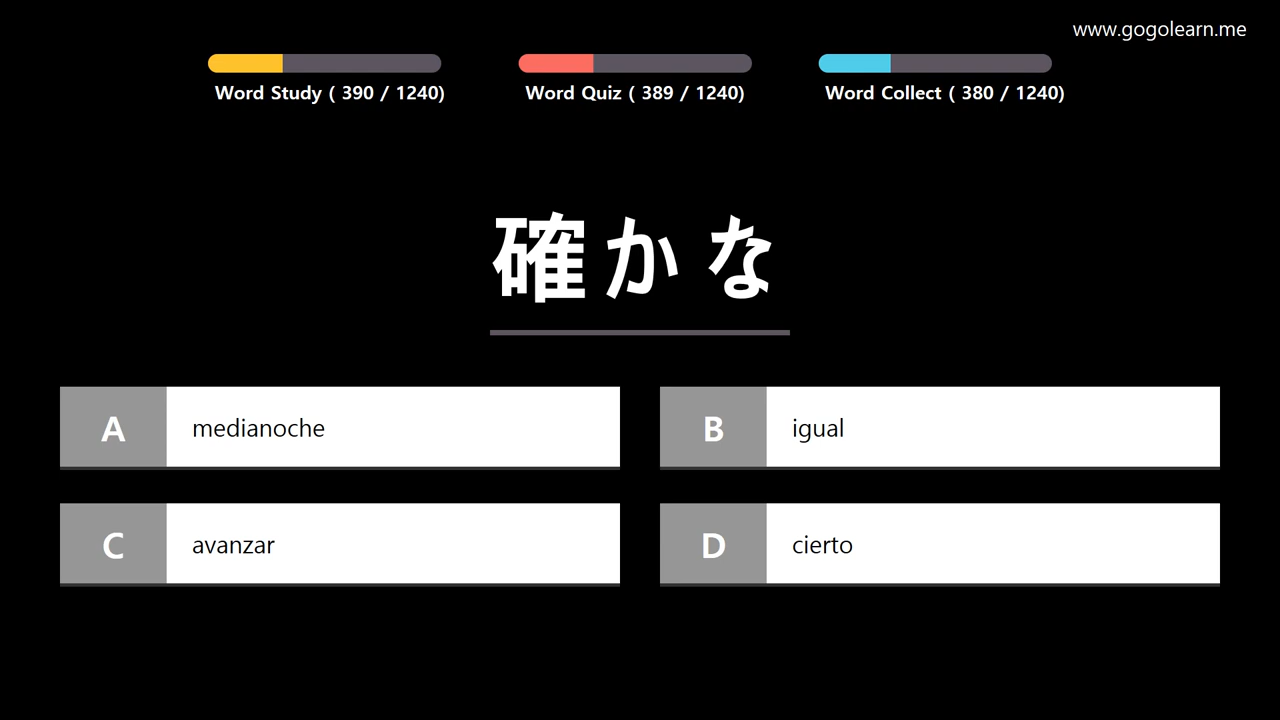 www.gogolearn.me
Word Study ( 390 / 1240)
Word Quiz ( 389 / 1240)
Word Collect ( 380 / 1240)
確かな
A medianoche
B igual
C avanzar
D cierto